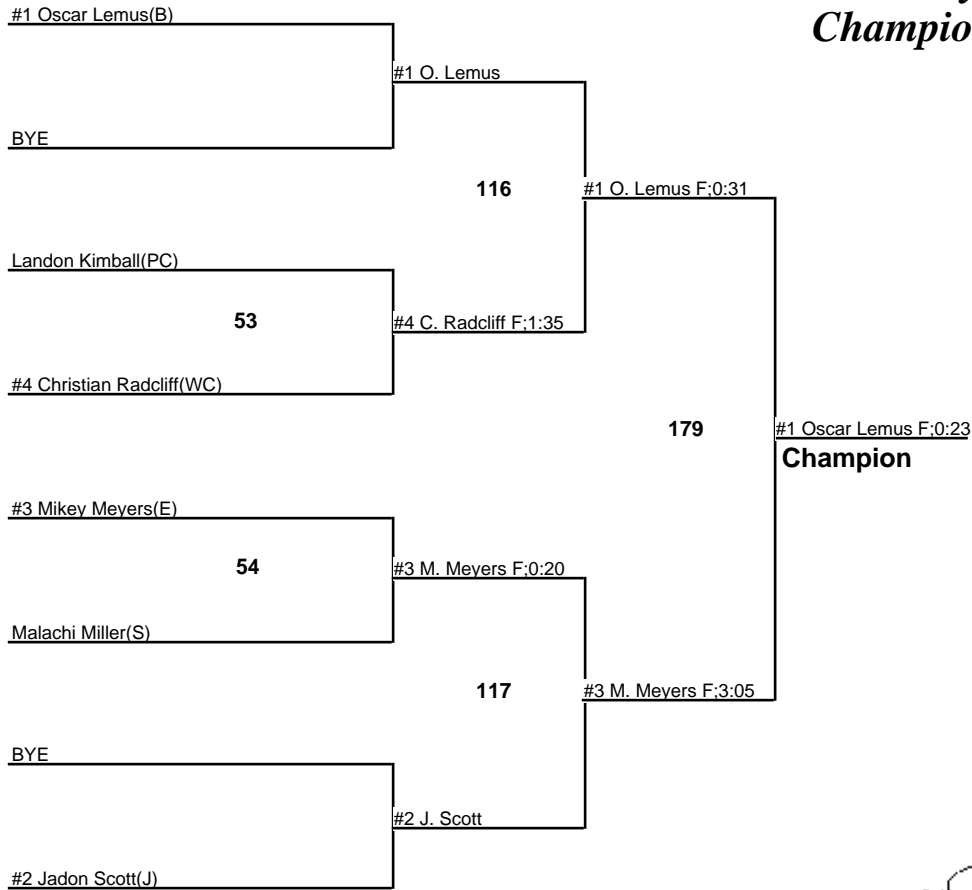 #1 Oscar Lemus(B)
#1 O. Lemus
BYE
116
#1 O. Lemus F;0:31
Landon Kimball(PC)
53
#4 C. Radcliff F;1:35
#4 Christian Radcliff(WC)
179
#1 Oscar Lemus F;0:23
Champion
#3 Mikey Meyers(E)
54
#3 M. Meyers F;0:20
Malachi Miller(S)
117
#3 M. Meyers F;3:05
BYE
#2 J. Scott
#2 Jadon Scott(J)